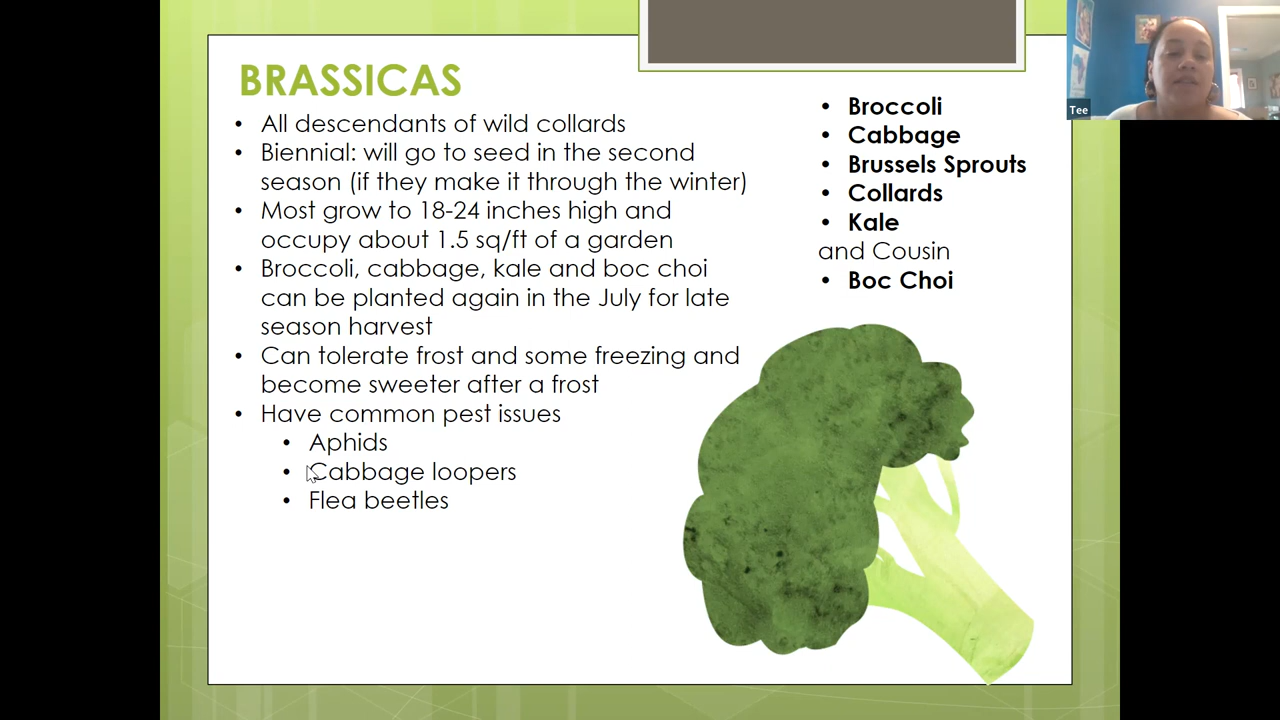 BRASSICAS
• All descendants of wild collards
• Biennial: will go to seed in the second
season (if they make it through the winter)
• Most grow to 18-24 inches high and
occupy about 1.5 sq/ft of a garden
• Broccoli, cabbage, kale and boc choi
can be planted again in the July for late
season harvest
• Can tolerate frost and some freezing and
become sweeter after a frost
• Have common pest issues
• Aphids
• Cabbage loopers
• Flea beetles
• Broccoli
• Cabbage
• Brussels Sprouts
• Collards
• Kale
and Cousin
• Boc Choi
Tee